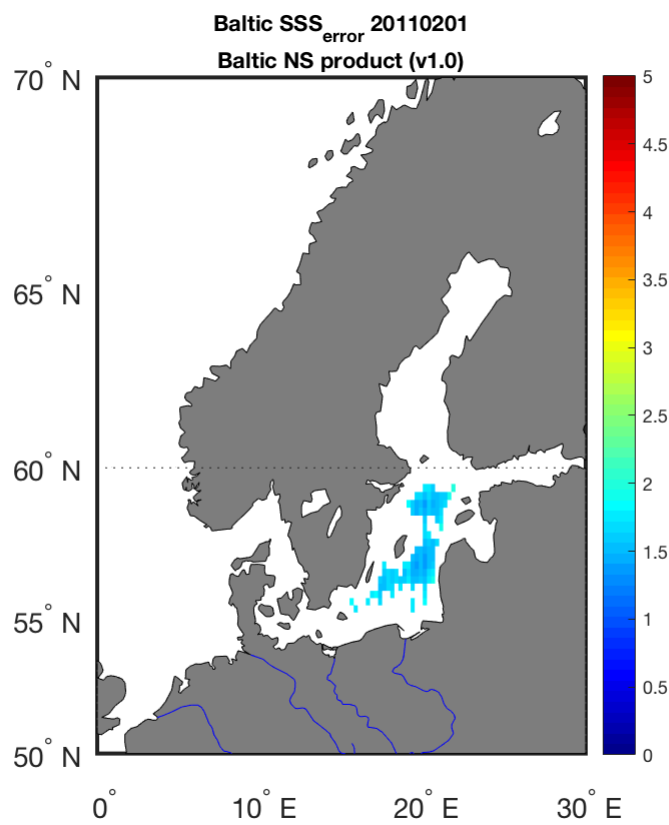 Baltic SSS_error 20110201
Baltic NS product (v1.0)
70° N
65° N
60° N
55° N
50° N
0°
10° E
20° E
30° E
5
4.5
4
3.5
3
2.5
2
1.5
1
0.5
0